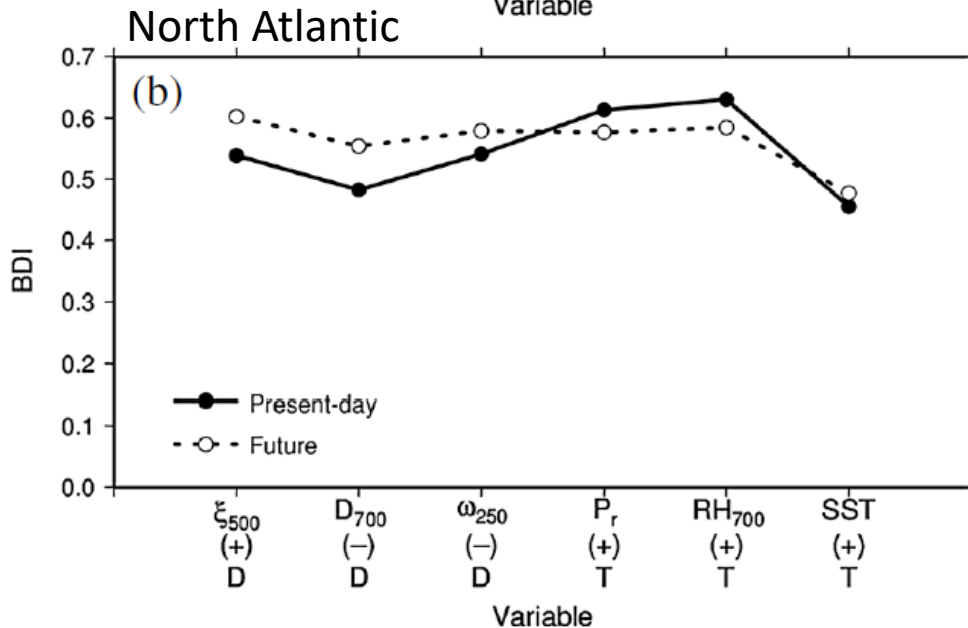 Variable
North Atlantic
(b)
0.7
0.6
0.5
0.4
0.3
0.2
0.1
0.0
BDI
Present-day
Future
ξ500 D700 ω250 Pr RH700 SST
(+) (−) (−) (+) (+) (+)
D D D T T T
Variable